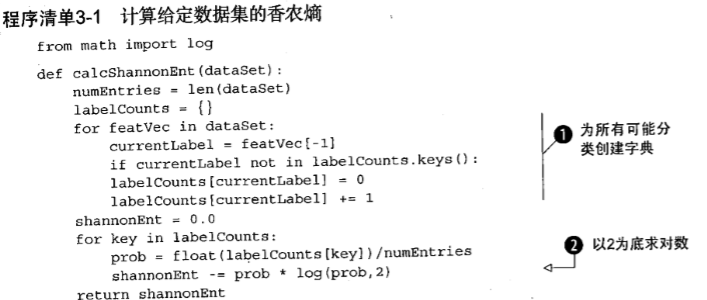 程序清单3-1 计算给定数据集的香农熵
from math import log
def calcShannonEnt(dataSet):
numEntries = len(dataSet)
labelCounts = {}
for featVec in dataSet:
currentLabel = featVec[-1]
if currentLabel not in labelCounts.keys():
labelCounts[currentLabel] = 0
labelCounts[currentLabel] += 1
shannonEnt = 0.0
for key in labelCounts:
prob = float(labelCounts[key])/numEntries
shannonEnt -= prob * log(prob,2)
return shannonEnt
❶ 为所有可能分
类创建字典
❷ 以2为底求对数